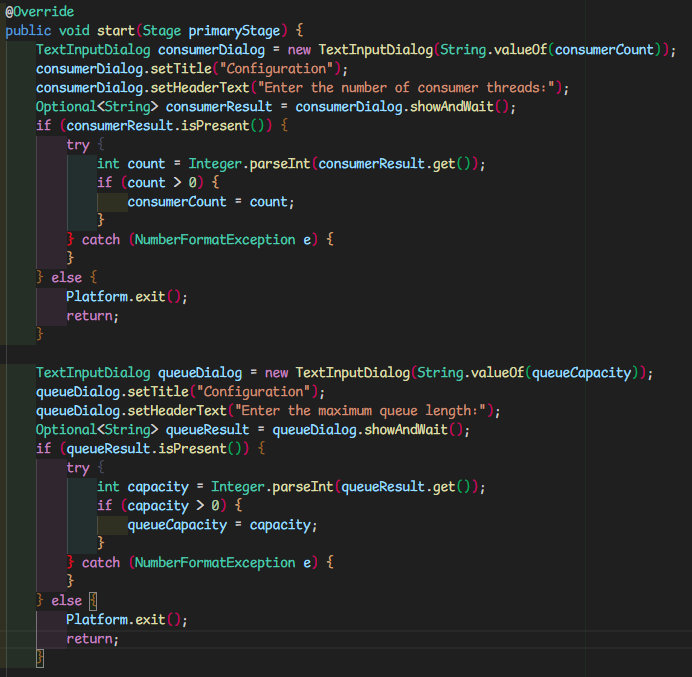 @Override
public void start(Stage primaryStage) {
    TextInputDialog consumerDialog = new TextInputDialog(String.valueOf(consumerCount));
    consumerDialog.setTitle("Configuration");
    consumerDialog.setHeaderText("Enter the number of consumer threads:");
    Optional<String> consumerResult = consumerDialog.showAndWait();
    if (consumerResult.isPresent()) {
        try {
            int count = Integer.parseInt(consumerResult.get());
            if (count > 0) {
                consumerCount = count;
            }
        } catch (NumberFormatException e) {
        }
    } else {
        Platform.exit();
        return;
    }

    TextInputDialog queueDialog = new TextInputDialog(String.valueOf(queueCapacity));
    queueDialog.setTitle("Configuration");
    queueDialog.setHeaderText("Enter the maximum queue length:");
    Optional<String> queueResult = queueDialog.showAndWait();
    if (queueResult.isPresent()) {
        try {
            int capacity = Integer.parseInt(queueResult.get());
            if (capacity > 0) {
                queueCapacity = capacity;
            }
        } catch (NumberFormatException e) {
        }
    } else {
        Platform.exit();
        return;
    }